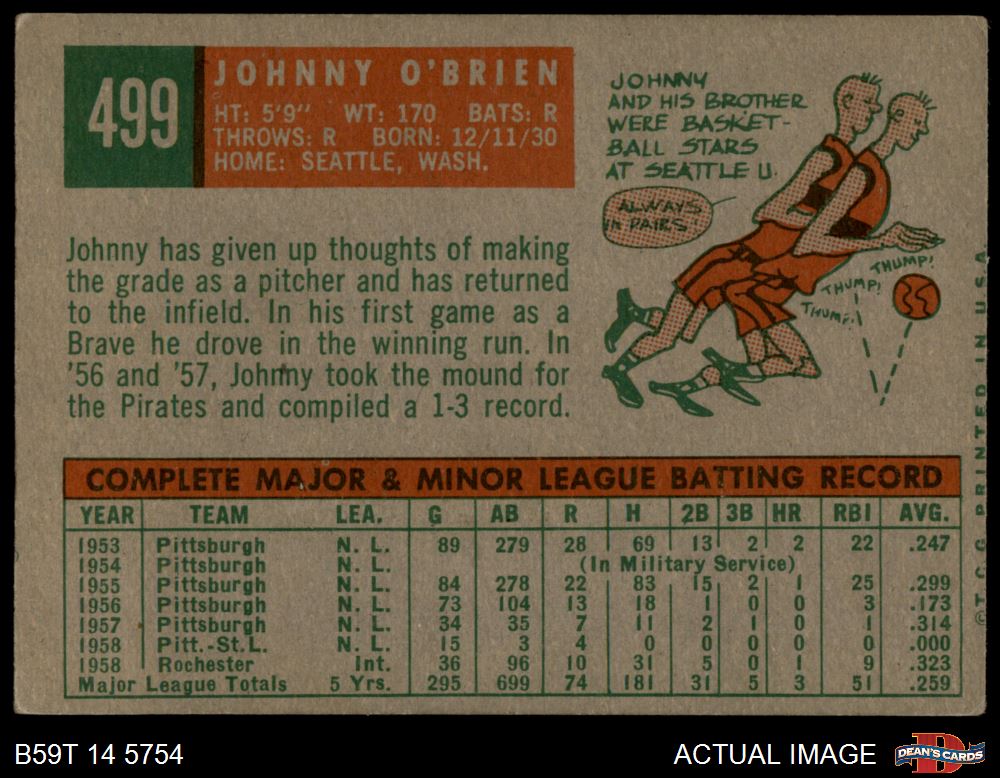 499
JOHNNY O'BRIEN
HT: 5'9" WT: 170 BATS: R
THROWS: R BORN: 12/11/30
HOME: SEATTLE, WASH.
JOHNNY
AND HIS BROTHER
WERE BASKET-
BALL STARS
AT SEATTLE U.
ALWAYS
IN PAIRS
THUMP!
THUMP!
THUMP!
Johnny has given up thoughts of making
the grade as a pitcher and has returned
to the infield. In his first game as a
Brave he drove in the winning run. In
'56 and '57, Johnny took the mound for
the Pirates and compiled a 1-3 record.
COMPLETE MAJOR & MINOR LEAGUE BATTING RECORD
YEAR TEAM LEA. G AB R H 2B 3B HR RBI AVG.
1953 Pittsburgh N. L. 89 279 28 69 13 2 2 22 .247
1954 Pittsburgh N. L. (In Military Service)
1955 Pittsburgh N. L. 84 278 22 83 15 2 1 25 .299
1956 Pittsburgh N. L. 73 104 13 18 1 0 0 3 .173
1957 Pittsburgh N. L. 34 35 7 11 2 1 0 1 .314
1958 Pitt.-St.L. N. L. 15 3 4 0 0 0 0 0 .000
1958 Rochester Int. 36 96 10 31 5 0 1 9 .323
Major League Totals 5 Yrs. 295 699 74 181 31 5 3 51 .259
© T.C.G. PRINTED IN U.S.A.
B59T 14 5754
ACTUAL IMAGE
DEAN'S CARDS